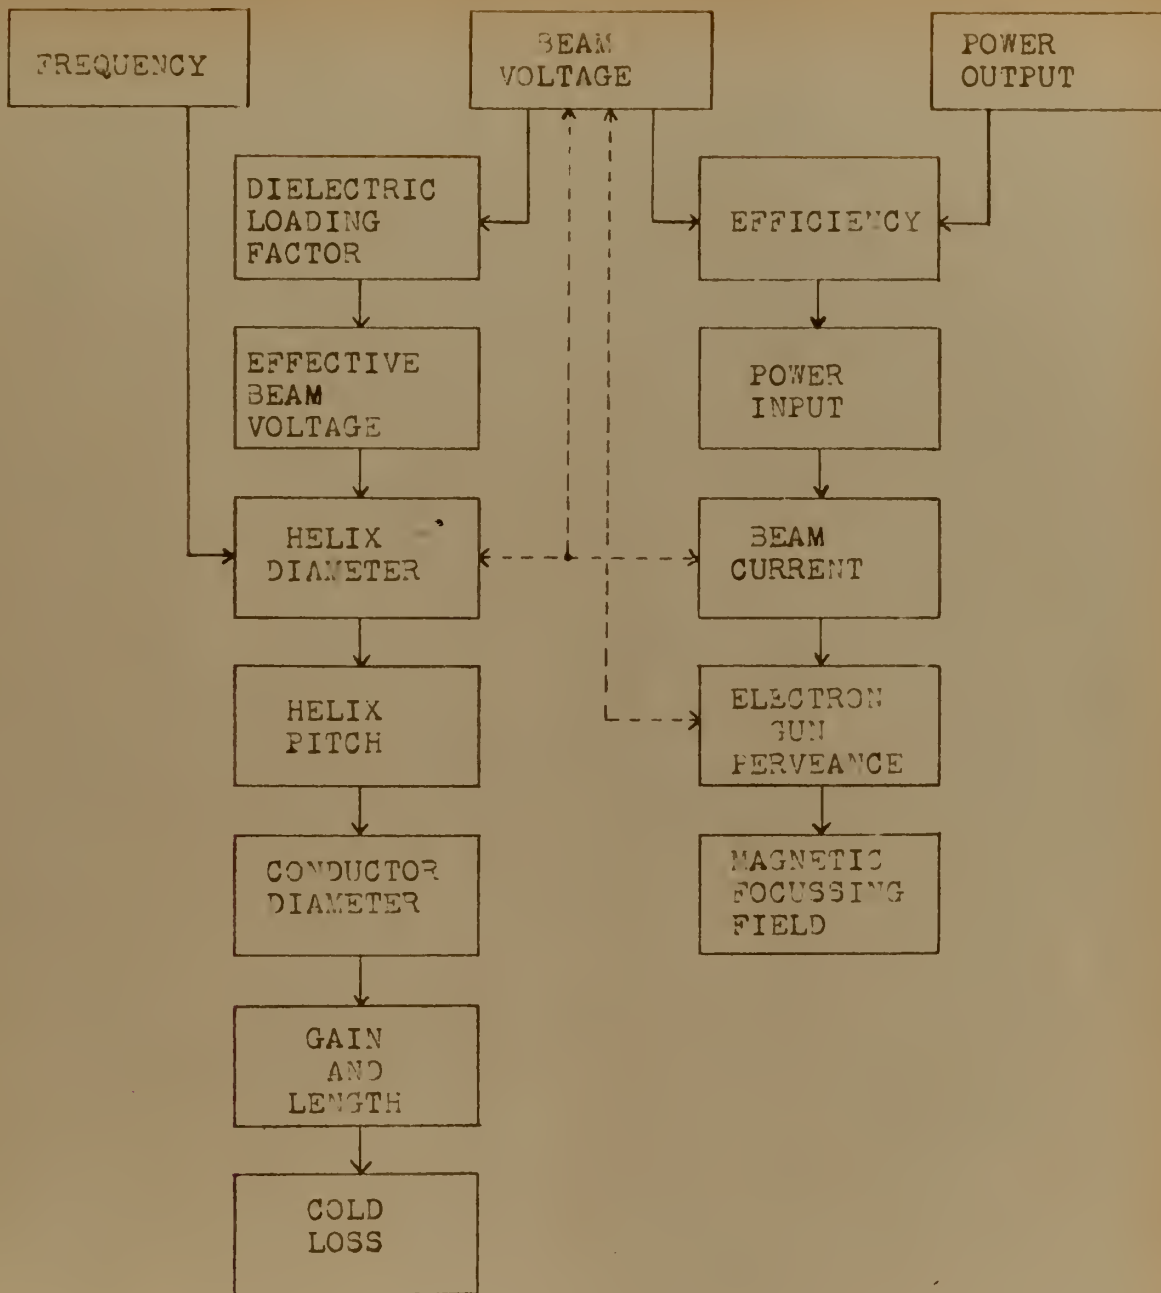 FREQUENCY
BEAM
VOLTAGE
POWER
OUTPUT
DIELECTRIC
LOADING
FACTOR
EFFICIENCY
EFFECTIVE
BEAM
VOLTAGE
POWER
INPUT
HELIX
DIAMETER
BEAM
CURRENT
HELIX
PITCH
ELECTRON
GUN
PERVEANCE
CONDUCTOR
DIAMETER
MAGNETIC
FOCUSSING
FIELD
GAIN
AND
LENGTH
COLD
LOSS